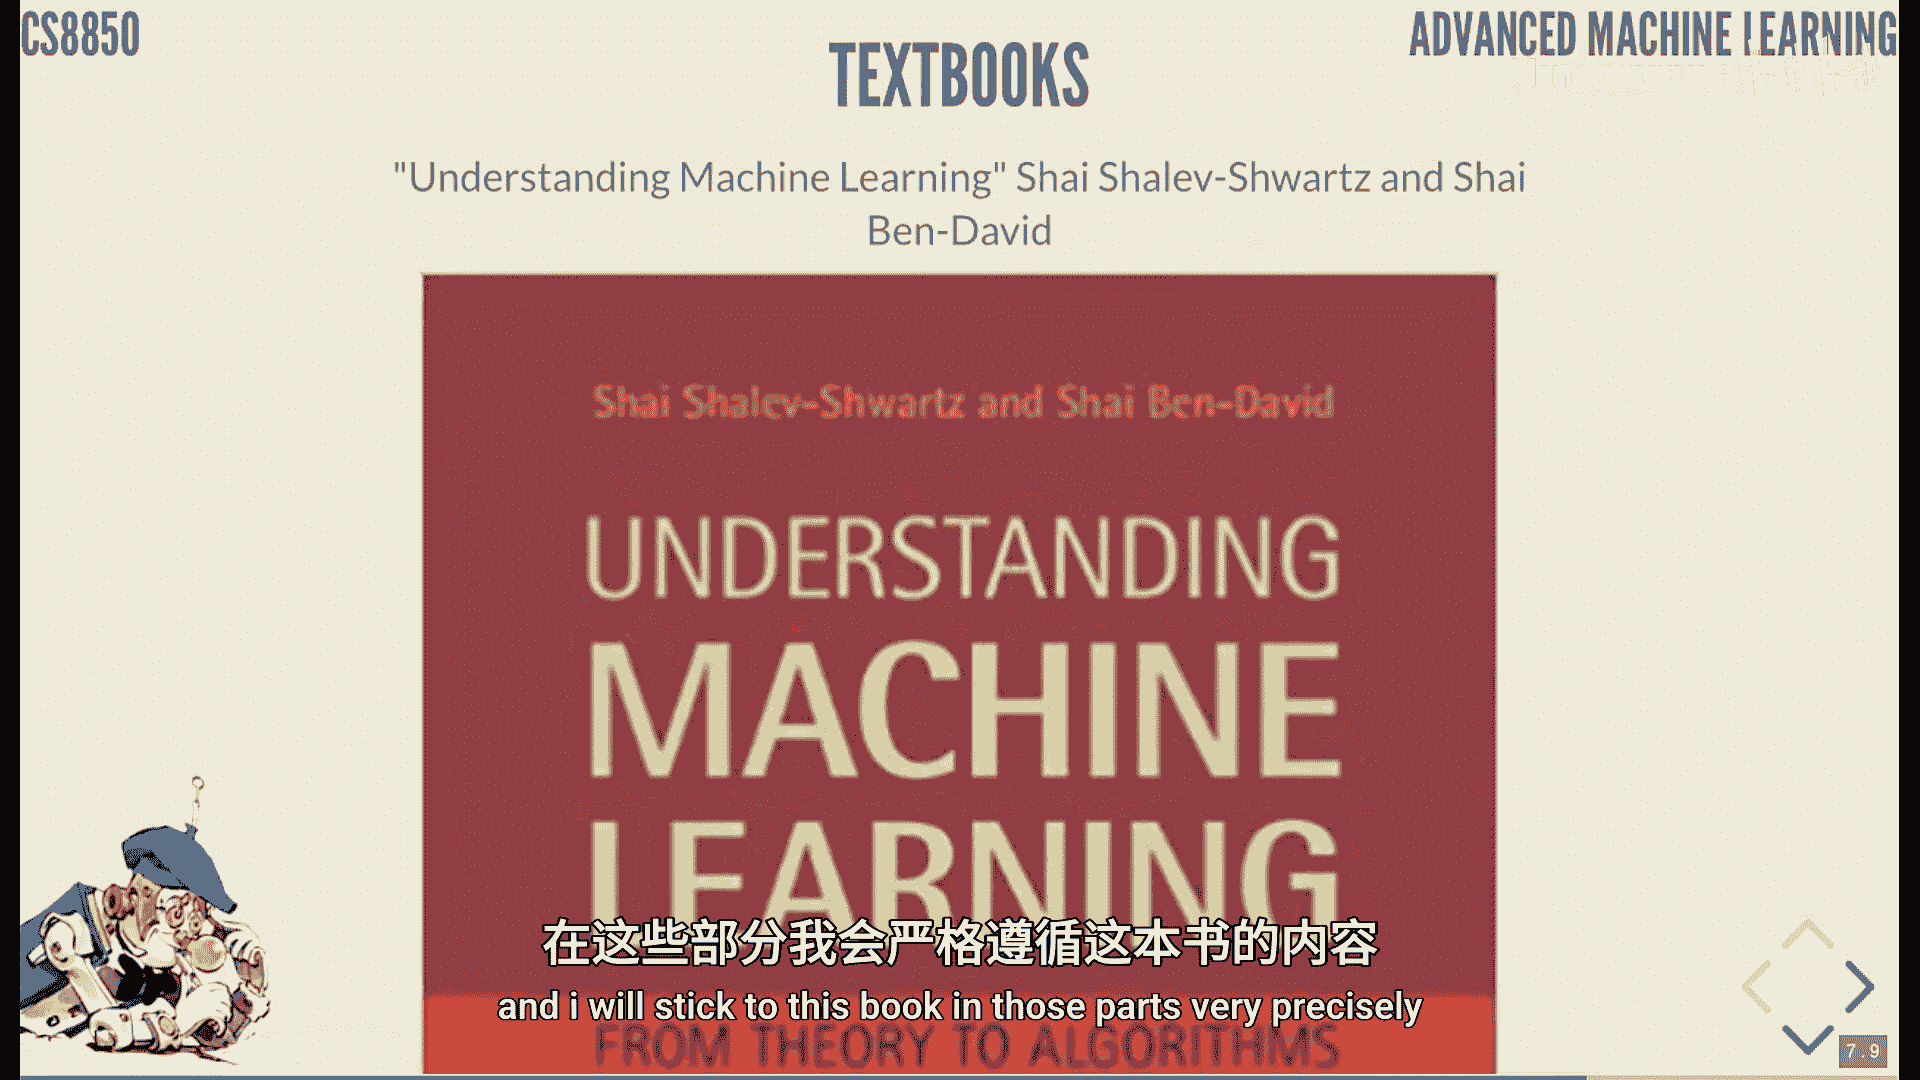 CS8850
ADVANCED MACHINE LEARNING
TEXTBOOKS
"Understanding Machine Learning" Shai Shalev-Shwartz and Shai
Ben-David
Shai Shalev-Shwartz and Shai Ben-David
UNDERSTANDING
MACHINE
LEARNING
在这些部分我会严格遵循这本书的内容
and i will stick to this book in those parts very precisely
FROM THEORY TO ALGORITHMS
7.9